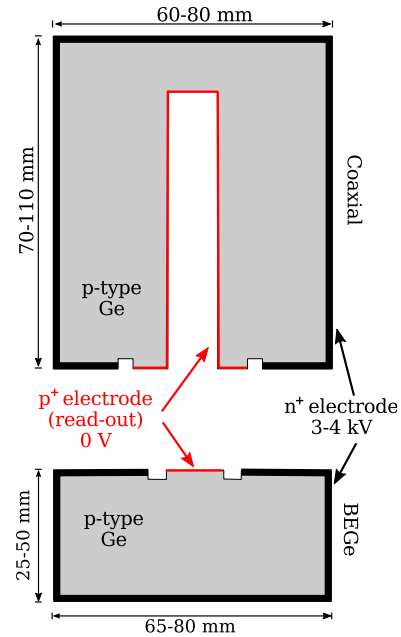 60-80 mm
70-110 mm
Coaxial
p-type
Ge
p⁺ electrode
(read-out)
0 V
n⁺ electrode
3-4 kV
25-50 mm
p-type
Ge
BEGe
65-80 mm